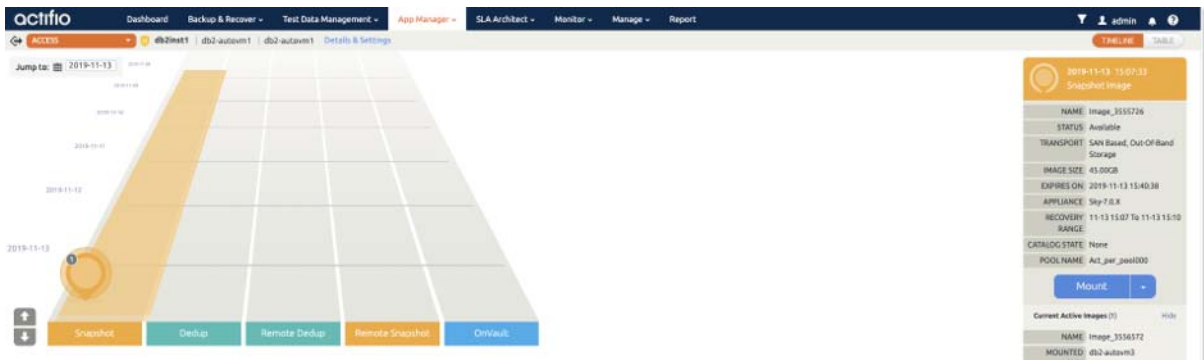 actifio
Dashboard Backup & Recover Test Data Management App Manager SLA Architect Monitor Manage Report admin
ACCESS db2inst1 db2-autovm1 db2-autovm1 Details & Settings TIMELINE TABLE
Jump to: 2019-11-13
2019-11-11
2019-11-12
2019-11-13
1
Snapshot Dedup Remote Dedup Remote Snapshot OnVault
2019-11-13 15:07:33
Snapshot Image
NAME Image_3555726
STATUS Available
TRANSPORT SAN Based, Out-Of-Band
Storage
IMAGE SIZE 45.00GB
EXPIRES ON 2019-11-13 15:40:38
APPLIANCE Sky-7.0.X
RECOVERY 11-13 15:07 To 11-13 15:10
RANGE
CATALOG STATE None
POOL NAME Act_per_pool000
Mount
Current Active Images (1) Hide
NAME Image_3556572
MOUNTED db2-autovm3